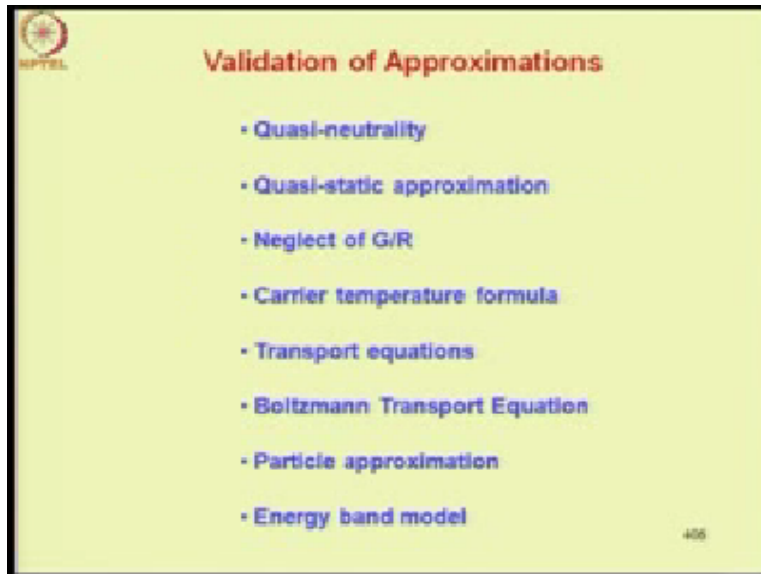 NPTEL
Validation of Approximations
• Quasi-neutrality
• Quasi-static approximation
• Neglect of G/R
• Carrier temperature formula
• Transport equations
• Boltzmann Transport Equation
• Particle approximation
• Energy band model